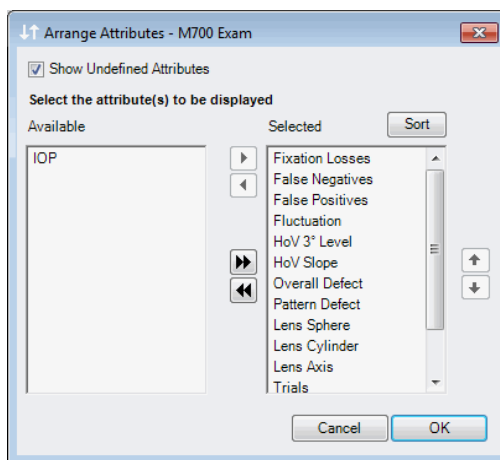 Arrange Attributes - M700 Exam
Show Undefined Attributes
Select the attribute(s) to be displayed
Available
Selected
Sort
IOP
Fixation Losses
False Negatives
False Positives
Fluctuation
HoV 3° Level
HoV Slope
Overall Defect
Pattern Defect
Lens Sphere
Lens Cylinder
Lens Axis
Trials
Cancel
OK